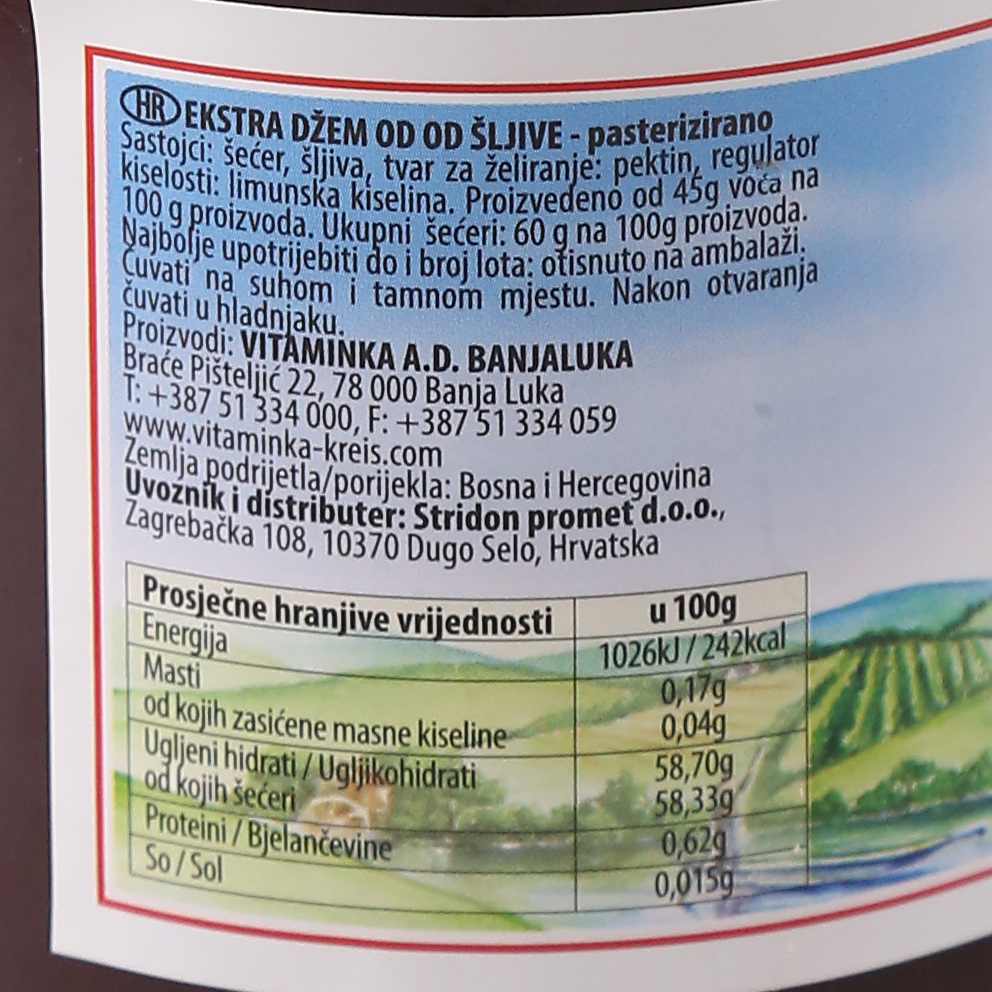 HR EKSTRA DŽEM OD OD ŠLJIVE - pasterizirano
Sastojci: šećer, šljiva, tvar za želiranje: pektin, regulator
kiselosti: limunska kiselina. Proizvedeno od 45g voća na
100 g proizvoda. Ukupni šećeri: 60 g na 100g proizvoda.
Najbolje upotrijebiti do i broj lota: otisnuto na ambalaži.
Čuvati na suhom i tamnom mjestu. Nakon otvaranja
čuvati u hladnjaku.
Proizvodi: VITAMINKA A.D. BANJALUKA
Braće Pišteljić 22, 78 000 Banja Luka
T: +387 51 334 000, F: +387 51 334 059
www.vitaminka-kreis.com
Zemlja podrijetla/porijekla: Bosna i Hercegovina
Uvoznik i distributer: Stridon promet d.o.o.,
Zagrebačka 108, 10370 Dugo Selo, Hrvatska
Prosječne hranjive vrijednosti u 100g
Energija 1026kJ / 242kcal
Masti 0,17g
od kojih zasićene masne kiseline 0,04g
Ugljeni hidrati / Ugljikohidrati 58,70g
od kojih šećeri 58,33g
Proteini / Bjelančevine 0,62g
So / Sol 0,015g